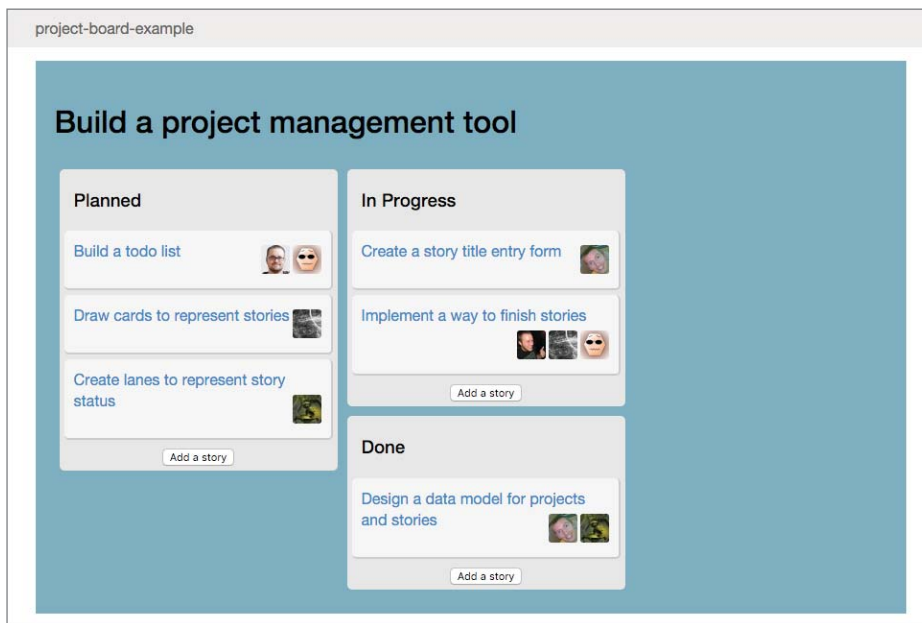 project-board-example
Build a project management tool
Planned
Build a todo list
Draw cards to represent stories
Create lanes to represent story
status
Add a story
In Progress
Create a story title entry form
Implement a way to finish stories
Add a story
Done
Design a data model for projects
and stories
Add a story